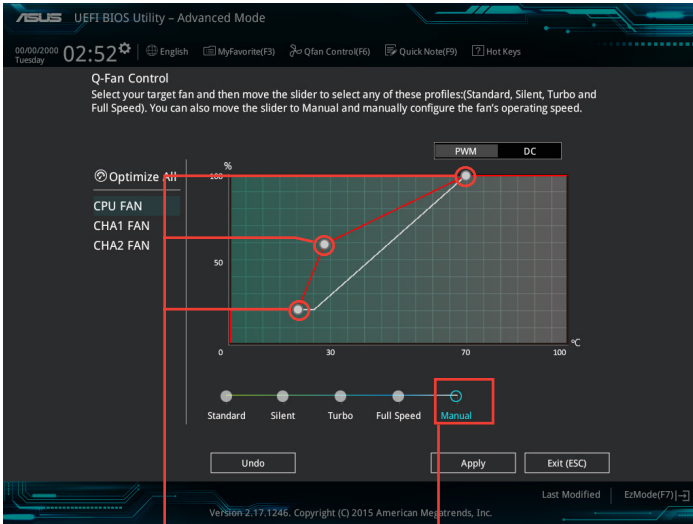 ASUS UEFI BIOS Utility – Advanced Mode
00/00/2000
Tuesday
02:52
English
MyFavorite(F3)
Qfan Control(F6)
Quick Note(F9)
? Hot Keys
Q-Fan Control
Select your target fan and then move the slider to select any of these profiles:(Standard, Silent, Turbo and
Full Speed). You can also move the slider to Manual and manually configure the fan's operating speed.
PWM DC
Optimize All
CPU FAN
CHA1 FAN
CHA2 FAN
%
100
50
0 30 70 100
ºC
Standard Silent Turbo Full Speed Manual
Undo Apply Exit (ESC)
Last Modified EzMode(F7)
Version 2.17.1246. Copyright (C) 2015 American Megatrends, Inc.